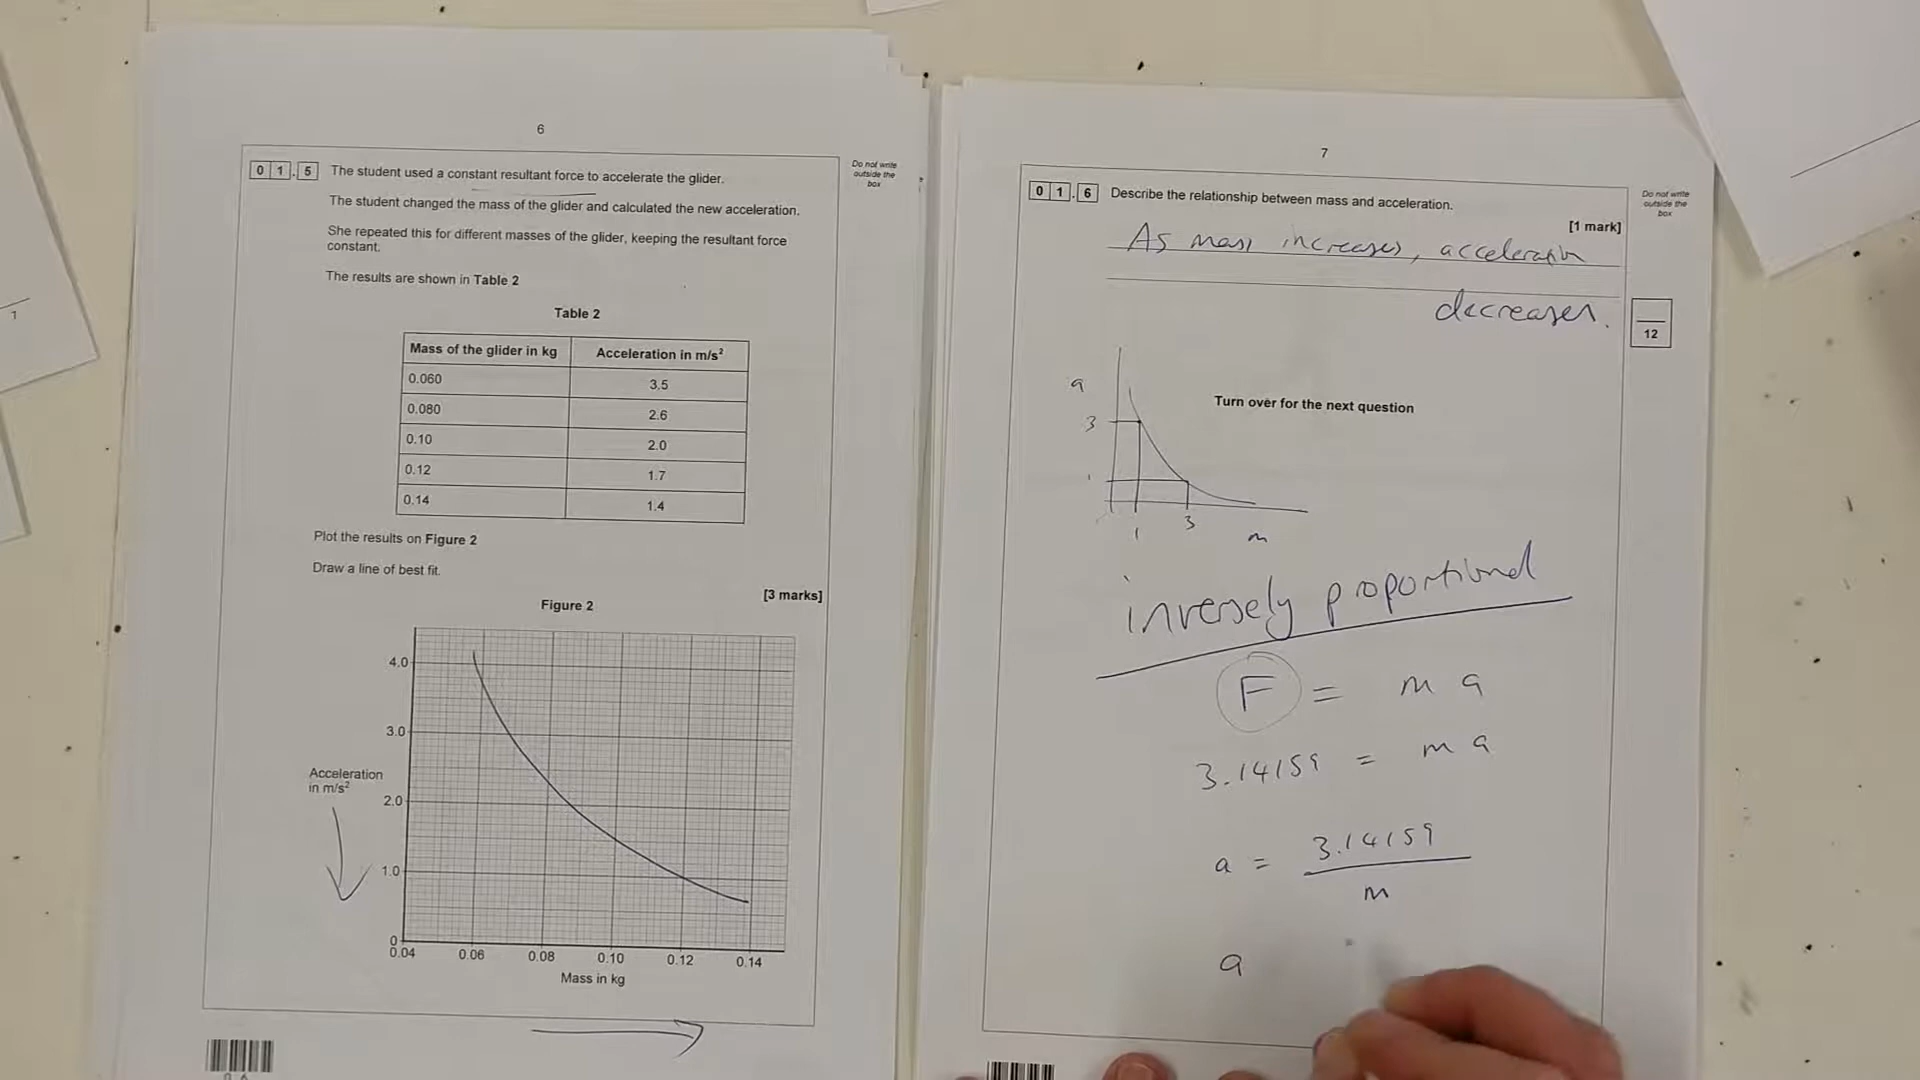 6
0 1 . 5 The student used a constant resultant force to accelerate the glider.
The student changed the mass of the glider and calculated the new acceleration.
She repeated this for different masses of the glider, keeping the resultant force
constant.
The results are shown in Table 2
Table 2
Mass of the glider in kg Acceleration in m/s²
0.060 3.5
0.080 2.6
0.10 2.0
0.12 1.7
0.14 1.4
Plot the results on Figure 2
Draw a line of best fit.
[3 marks]
Figure 2
4.0
3.0
Acceleration
in m/s²
2.0
1.0
0
0.04 0.06 0.08 0.10 0.12 0.14
Mass in kg
Do not write
outside the
box
7
0 1 . 6 Describe the relationship between mass and acceleration.
[1 mark]
As mass increases, acceleration
decreases.
Do not write
outside the
box
12
Turn over for the next question
a
3
1
1 3
m
inversely proportional
F = m a
3.14159 = m a
a = 3.14159
m
a